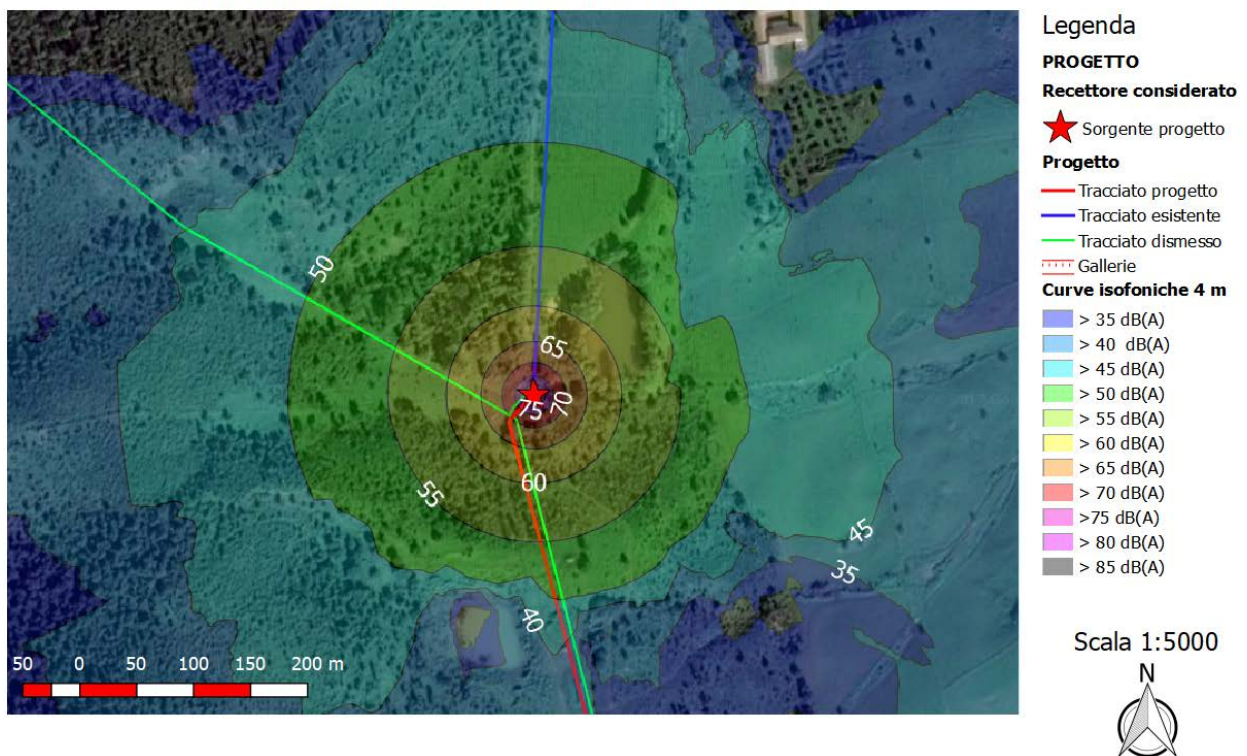 50
65
70
75
60
55
45
35
40
50 0 50 100 150 200 m
Legenda
PROGETTO
Recettore considerato
Sorgente progetto
Progetto
Tracciato progetto
Tracciato esistente
Tracciato dismesso
Gallerie
Curve isofoniche 4 m
> 35 dB(A)
> 40 dB(A)
> 45 dB(A)
> 50 dB(A)
> 55 dB(A)
> 60 dB(A)
> 65 dB(A)
> 70 dB(A)
>75 dB(A)
> 80 dB(A)
> 85 dB(A)
Scala 1:5000
N